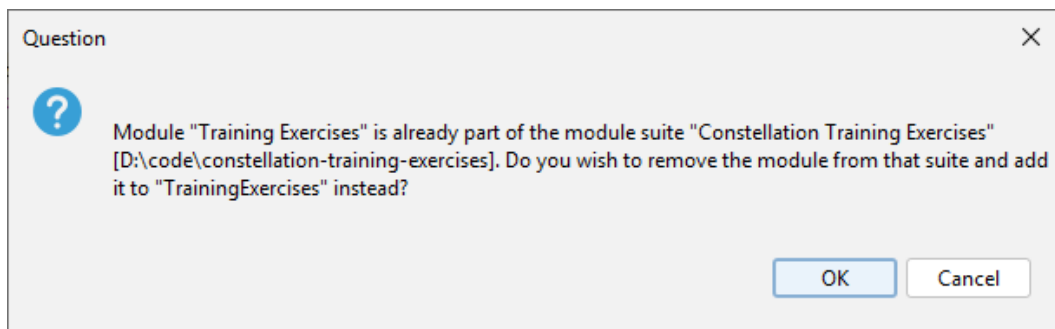 Question
Module "Training Exercises" is already part of the module suite "Constellation Training Exercises"
[D:\code\constellation-training-exercises]. Do you wish to remove the module from that suite and add
it to "TrainingExercises" instead?
OK Cancel